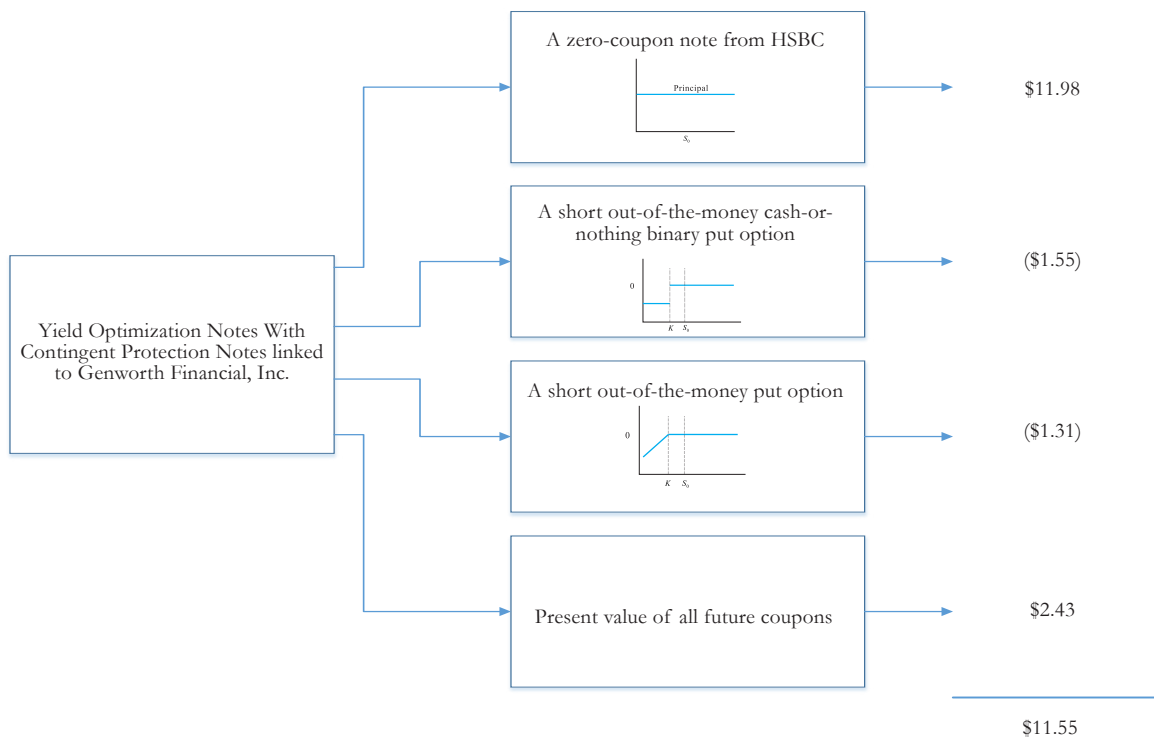 A zero-coupon note from HSBC
Principal
S₀
$11.98
A short out-of-the-money cash-or-
nothing binary put option
0
K S₀
($1.55)
Yield Optimization Notes With
Contingent Protection Notes linked
to Genworth Financial, Inc.
A short out-of-the-money put option
0
K S₀
($1.31)
Present value of all future coupons
$2.43
$11.55